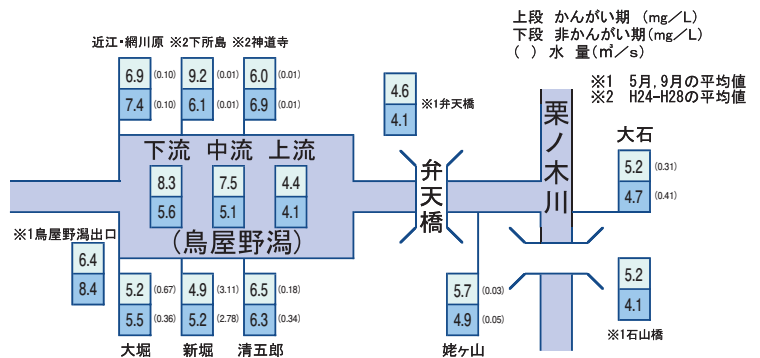 上段 かんがい期 (mg/L)
下段 非かんがい期(mg/L)
( ) 水 量(㎥/s)
※1 5月,9月の平均値
※2 H24-H28の平均値
近江・網川原 ※2下所島 ※2神道寺
6.9 (0.10) 9.2 (0.01) 6.0 (0.01)
7.4 (0.10) 6.1 (0.01) 6.9 (0.01)
4.6
4.1
※1弁天橋
下流 中流 上流
8.3 7.5 4.4
5.6 5.1 4.1
(鳥屋野潟)
弁天橋
栗ノ木川
大石
5.2 (0.31)
4.7 (0.41)
※1鳥屋野潟出口
6.4
8.4
5.2 (0.67) 4.9 (3.11) 6.5 (0.18)
5.5 (0.36) 5.2 (2.78) 6.3 (0.34)
大堀 新堀 清五郎
5.7 (0.03)
4.9 (0.05)
姥ヶ山
5.2
4.1
※1石山橋